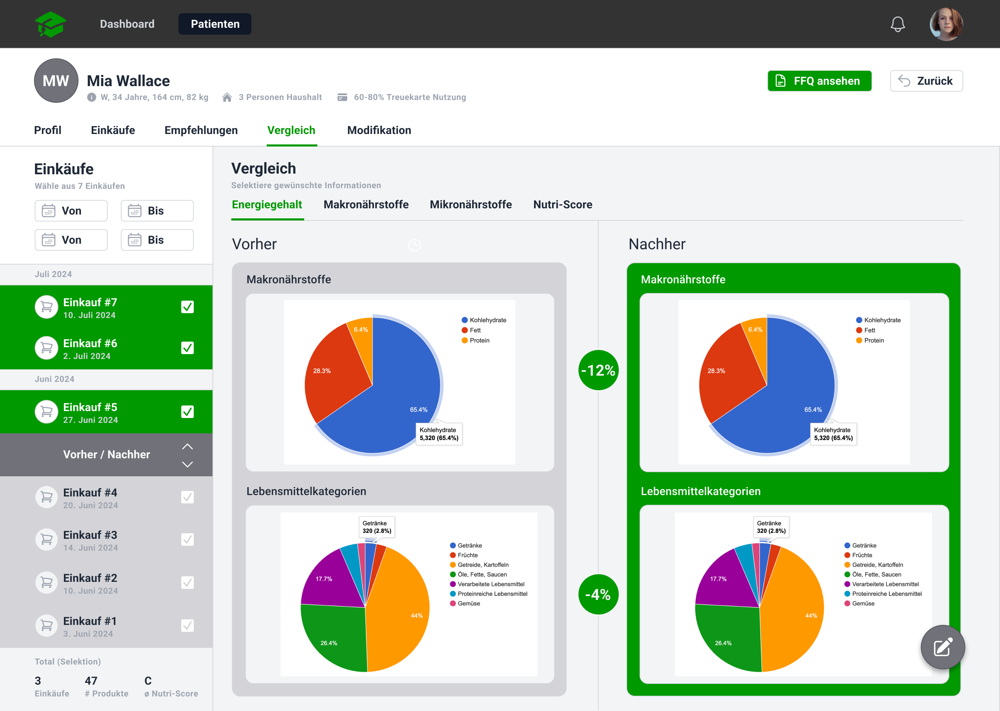 Dashboard
Patienten
MW
Mia Wallace
W, 34 Jahre, 164 cm, 82 kg
3 Personen Haushalt
60-80% Treuekarte Nutzung
FFQ ansehen
Zurück
Profil
Einkäufe
Empfehlungen
Vergleich
Modifikation
Einkäufe
Wähle aus 7 Einkäufen
Von
Bis
Von
Bis
Juli 2024
Einkauf #7
10. Juli 2024
Einkauf #6
2. Juli 2024
Juni 2024
Einkauf #5
27. Juni 2024
Vorher / Nachher
Einkauf #4
20. Juni 2024
Einkauf #3
14. Juni 2024
Einkauf #2
10. Juni 2024
Einkauf #1
3. Juni 2024
Total (Selektion)
3
Einkäufe
47
# Produkte
C
ø Nutri-Score
Vergleich
Selektiere gewünschte Informationen
Energiegehalt
Makronährstoffe
Mikronährstoffe
Nutri-Score
Vorher
Makronährstoffe
6.4%
28.3%
65.4%
Kohlehydrate
5,320 (65.4%)
Kohlehydrate
Fett
Protein
Lebensmittelkategorien
Getränke
320 (2.8%)
17.7%
44%
26.4%
Getränke
Früchte
Getreide, Kartoffeln
Öle, Fette, Saucen
Verarbeitete Lebensmittel
Proteinreiche Lebensmittel
Gemüse
-12%
-4%
Nachher
Makronährstoffe
6.4%
28.3%
65.4%
Kohlehydrate
5,320 (65.4%)
Kohlehydrate
Fett
Protein
Lebensmittelkategorien
Getränke
320 (2.8%)
17.7%
44%
26.4%
Getränke
Früchte
Getreide, Kartoffeln
Öle, Fette, Saucen
Verarbeitete Lebensmittel
Proteinreiche Lebensmittel
Gemüse